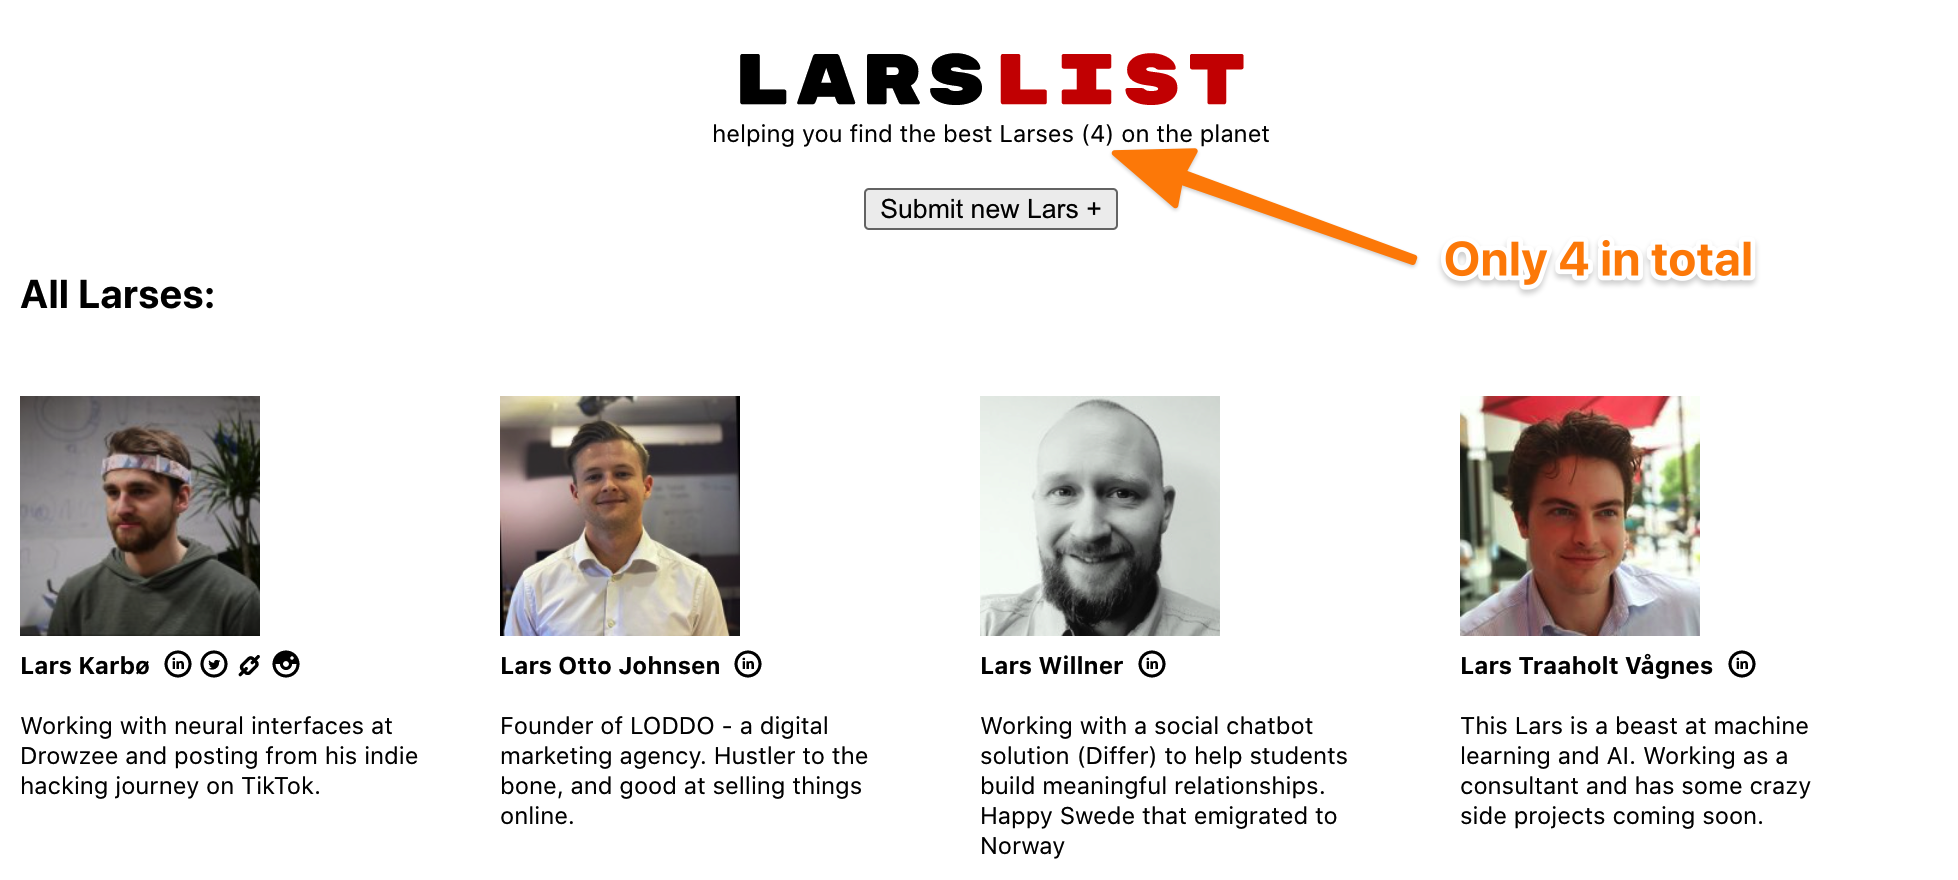 LARSLIST
helping you find the best Larses (4) on the planet
Submit new Lars +
Only 4 in total
All Larses:
Lars Karbø
Working with neural interfaces at
Drowzee and posting from his indie
hacking journey on TikTok.
Lars Otto Johnsen
Founder of LODDO - a digital
marketing agency. Hustler to the
bone, and good at selling things
online.
Lars Willner
Working with a social chatbot
solution (Differ) to help students
build meaningful relationships.
Happy Swede that emigrated to
Norway
Lars Traaholt Vågnes
This Lars is a beast at machine
learning and AI. Working as a
consultant and has some crazy
side projects coming soon.